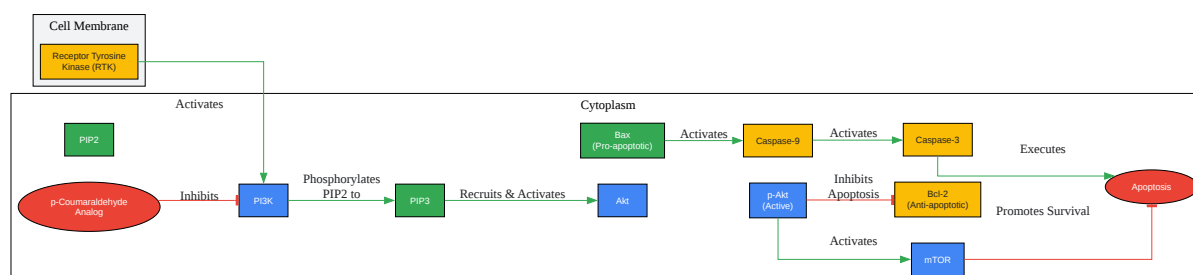 Cell Membrane
Receptor Tyrosine
Kinase (RTK)
Activates
Cytoplasm
PIP2
Bax
(Pro-apoptotic)
Activates
Caspase-9
Activates
Caspase-3
Executes
p-Coumaraldehyde
Analog
Inhibits
PI3K
Phosphorylates
PIP2 to
PIP3
Recruits & Activates
Akt
p-Akt
(Active)
Inhibits
Apoptosis
Bcl-2
(Anti-apoptotic)
Promotes Survival
Apoptosis
Activates
mTOR